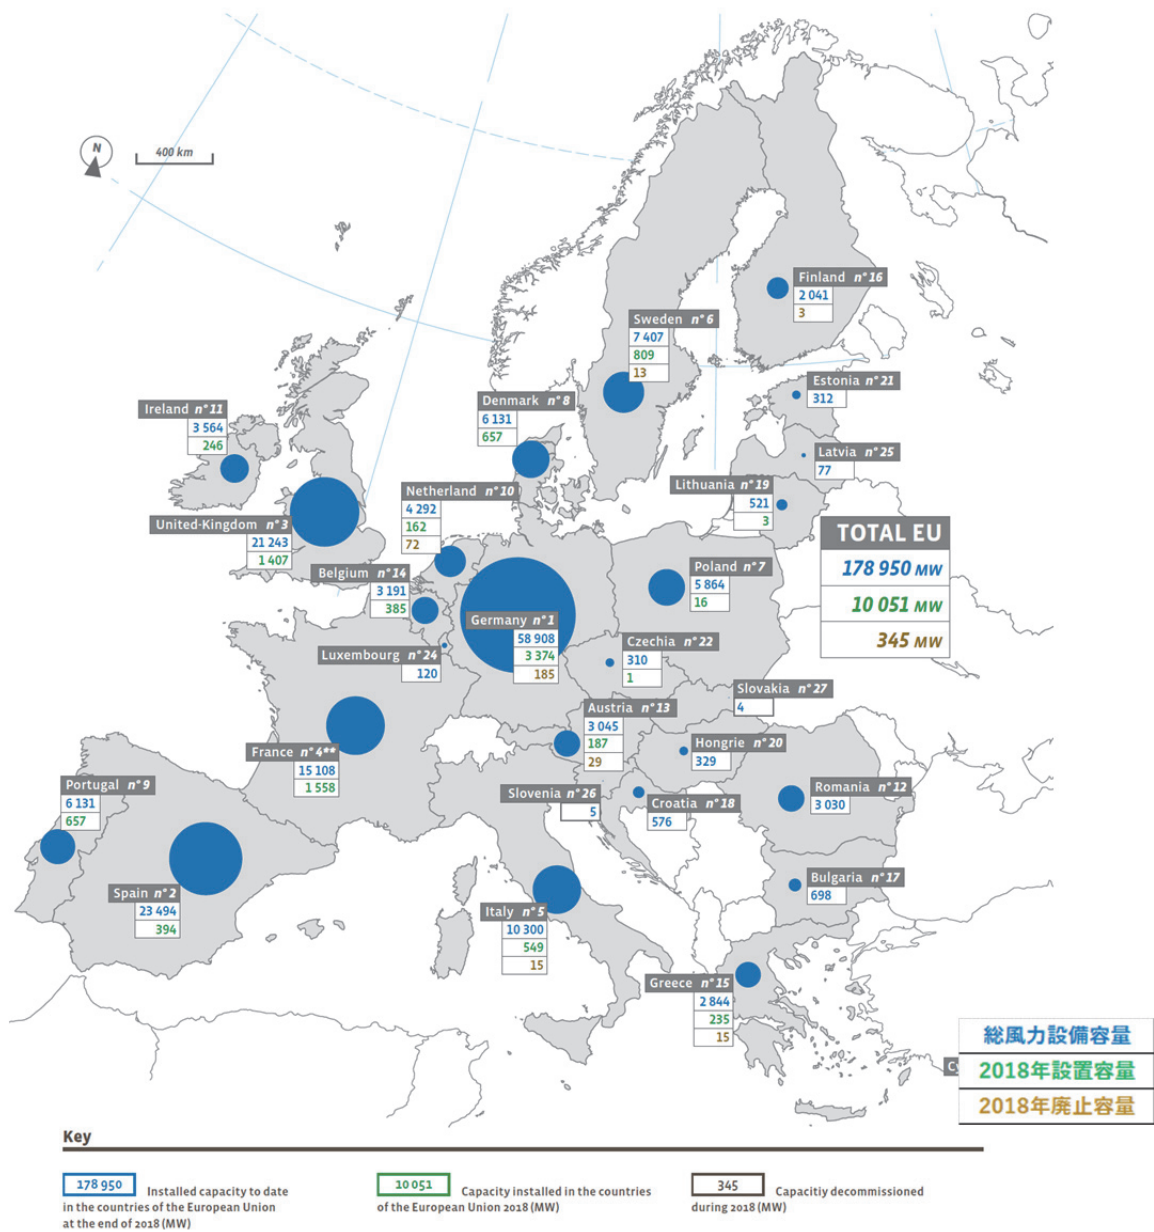 N
400 km
Finland n°16
2 041
3
Sweden n°6
7 407
809
13
Estonia n°21
312
Denmark n°8
6 131
657
Ireland n°11
3 564
246
Latvia n°25
77
Lithuania n°19
521
3
Netherland n°10
4 292
162
72
United-Kingdom n°3
21 243
1 407
TOTAL EU
178 950 MW
10 051 MW
345 MW
Belgium n°14
3 191
385
Poland n°7
5 864
16
Germany n°1
58 908
3 374
185
Czechia n°22
310
1
Luxembourg n°24
120
Slovakia n°27
4
Austria n°13
3 045
187
29
Hongrie n°20
329
France n°4**
15 108
1 558
Portugal n°9
6 131
657
Slovenia n°26
5
Croatia n°18
576
Romania n°12
3 030
Spain n°2
23 494
394
Bulgaria n°17
698
Italy n°5
10 300
549
15
Greece n°15
2 844
235
15
総風力設備容量
2018年設置容量
2018年廃止容量
Key
178 950 Installed capacity to date
in the countries of the European Union
at the end of 2018 (MW)
10 051 Capacity installed in the countries
of the European Union 2018 (MW)
345 Capacitiy decommissioned
during 2018 (MW)